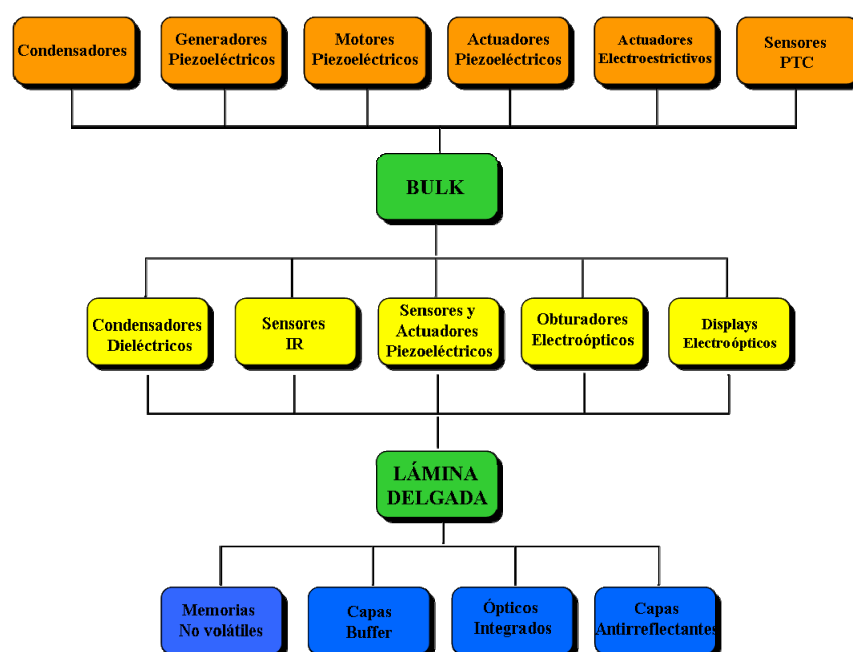 Condensadores
Generadores
Piezoeléctricos
Motores
Piezoeléctricos
Actuadores
Piezoeléctricos
Actuadores
Electroestrictivos
Sensores
PTC
BULK
Condensadores
Dieléctricos
Sensores
IR
Sensores y
Actuadores
Piezoeléctricos
Obturadores
Electroópticos
Displays
Electroópticos
LÁMINA
DELGADA
Memorias
No volátiles
Capas
Buffer
Ópticos
Integrados
Capas
Antirreflectantes